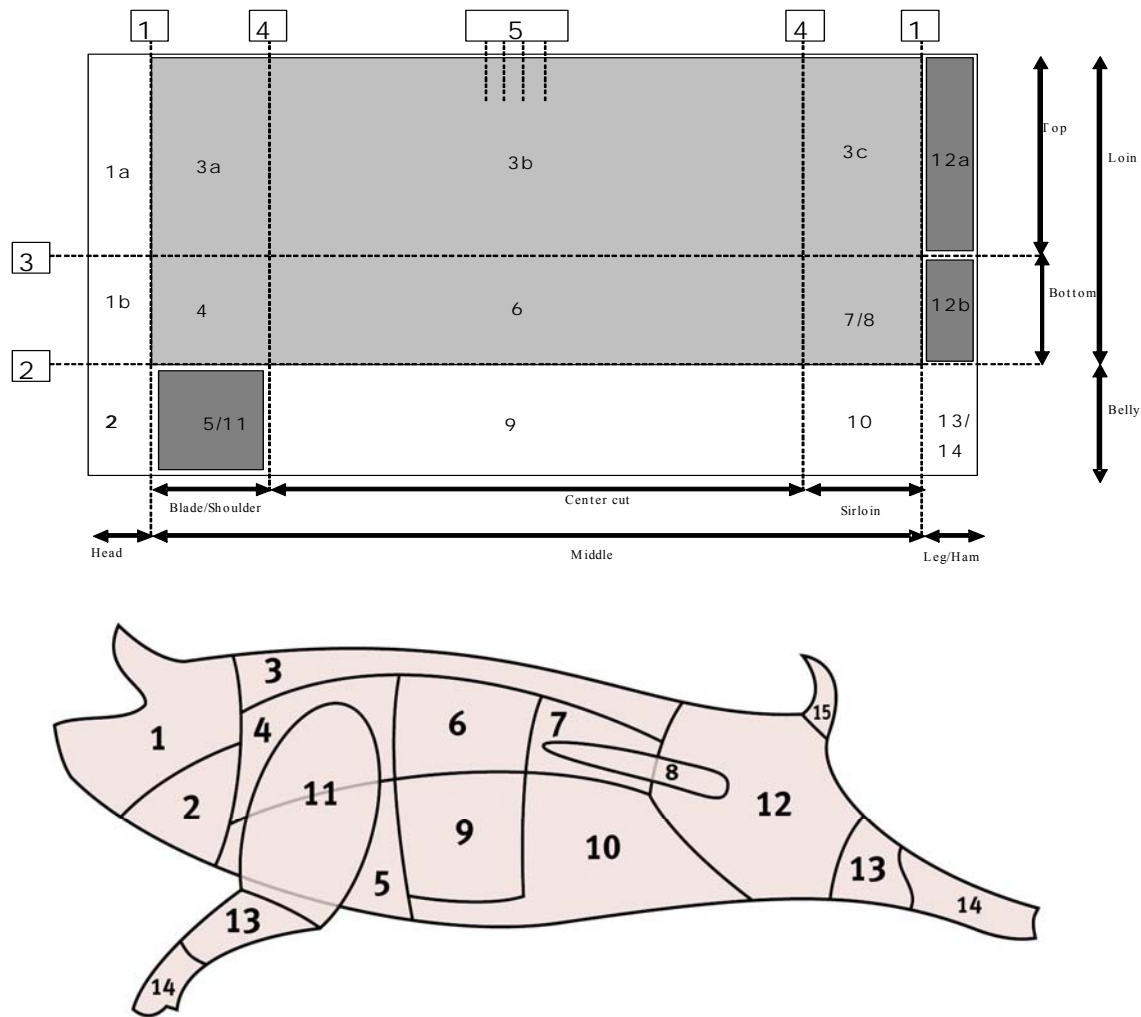 1 4 5 4 1
Top
3a 3b 3c 12a
1a
Loin
3
1b
4 6 7/8 12b
Bottom
2
2 5/11 9 10 13/
14
Belly
Blade/Shoulder Center cut Sirloin
Head Middle Leg/Ham
3
1 4 6 7 15
8
2 11 9 10 12
5 13
13 14
14